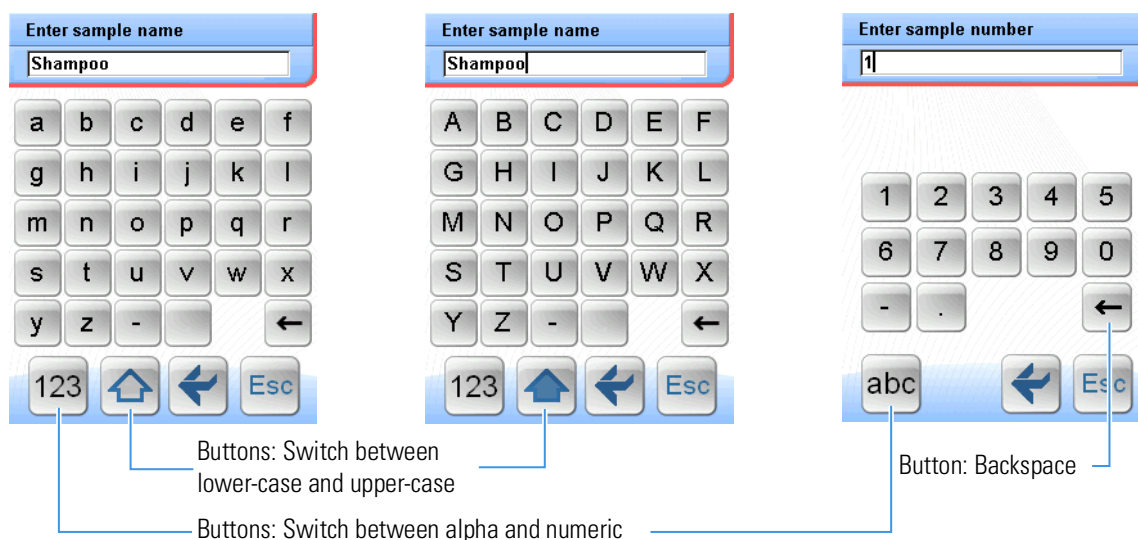 Enter sample name
Shampoo
a b c d e f
g h i j k l
m n o p q r
s t u v w x
y z - ←
123 Esc
Enter sample name
Shampoo
A B C D E F
G H I J K L
M N O P Q R
S T U V W X
Y Z - ←
123 Esc
Enter sample number
1
1 2 3 4 5
6 7 8 9 0
- . ←
abc Esc
Buttons: Switch between
lower-case and upper-case
Button: Backspace
Buttons: Switch between alpha and numeric